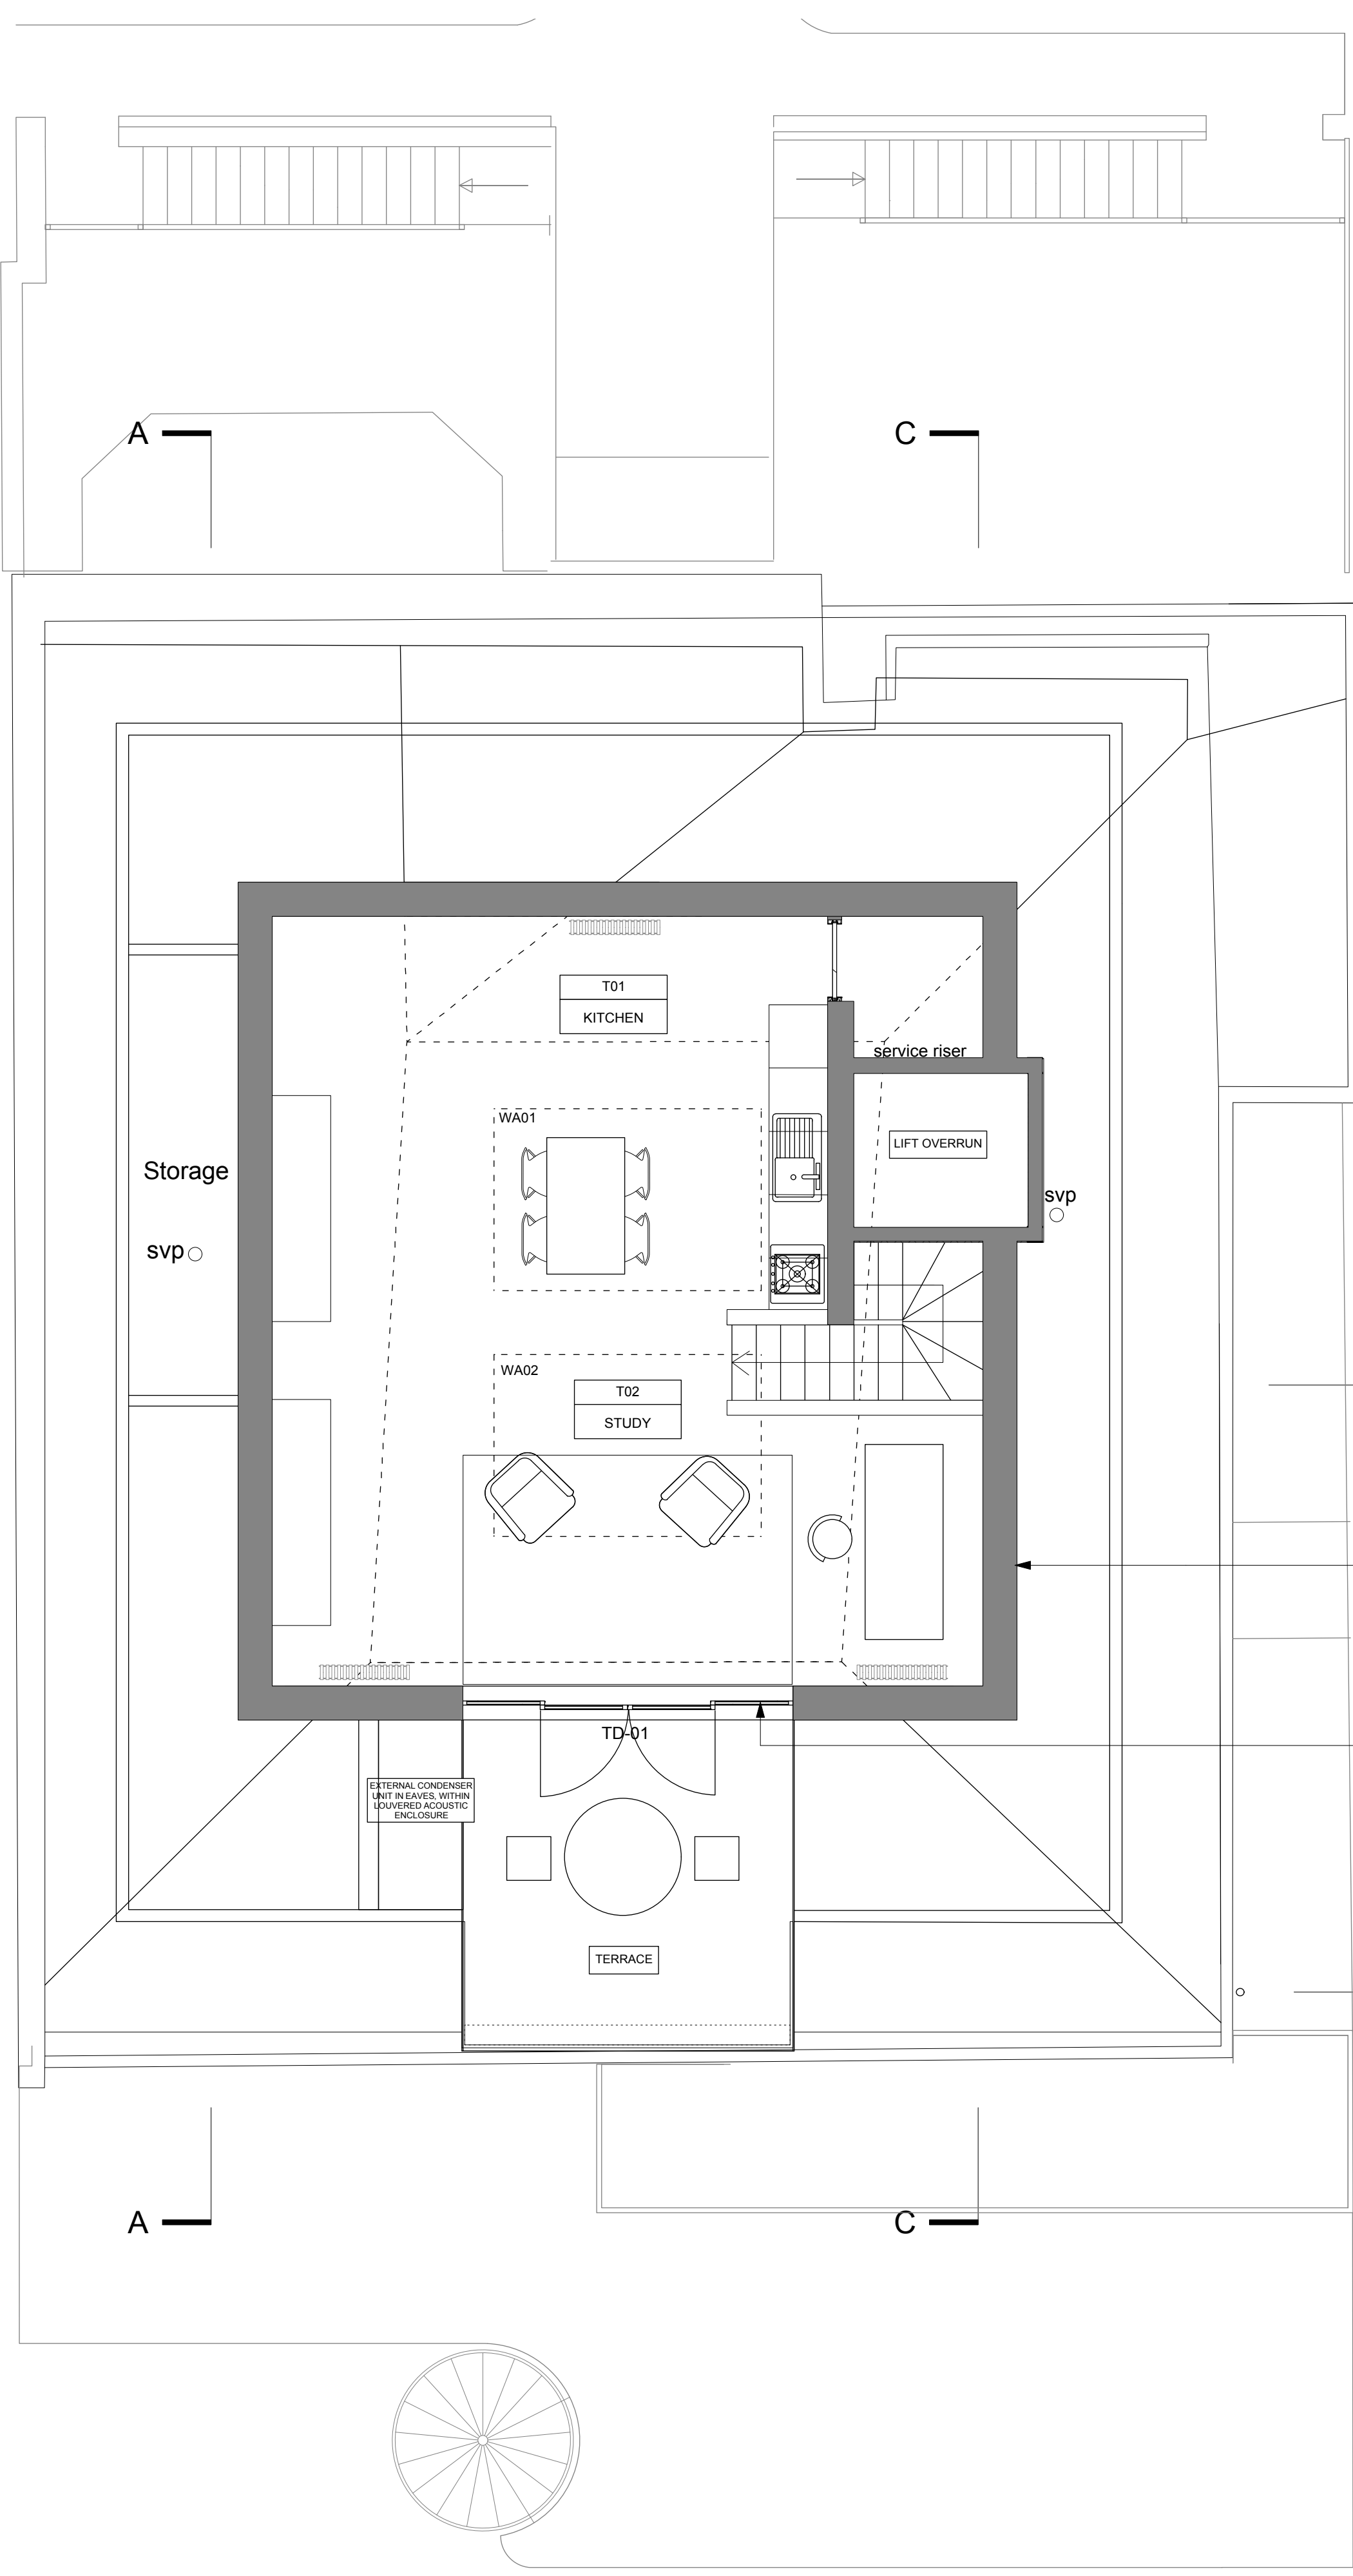 A
C
T01
KITCHEN
service riser
WA01
LIFT OVERRUN
Storage
svp
svp
WA02
T02
STUDY
TD-01
EXTERNAL CONDENSER
UNIT IN EAVES, WITHIN
LOUVERED ACOUSTIC
ENCLOSURE
TERRACE
A
C